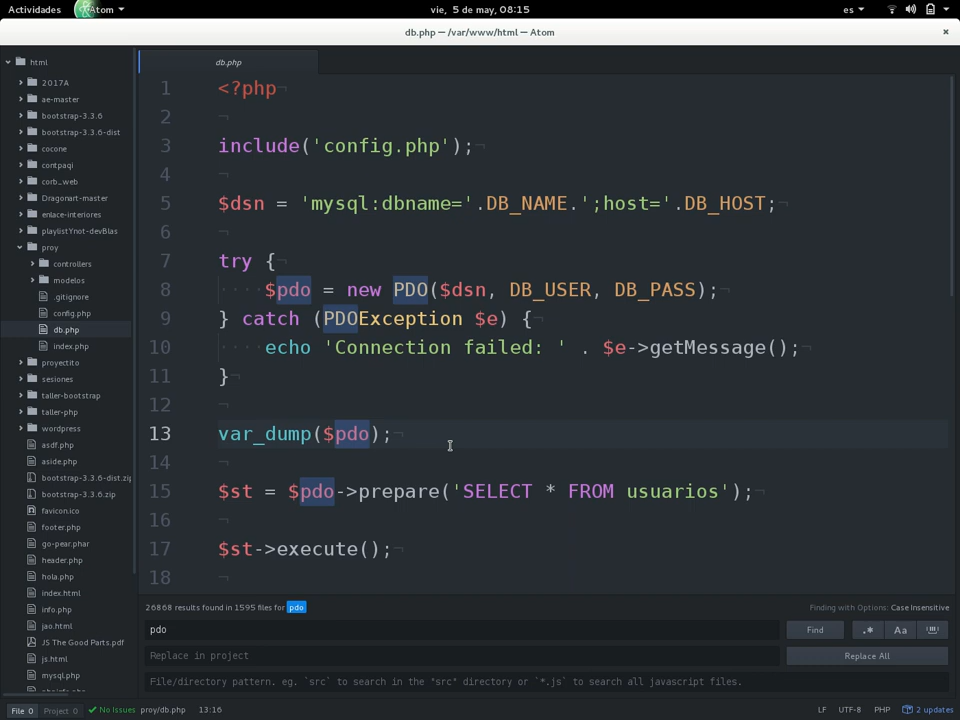 Actividades
Atom
vie, 5 de may, 08:15
es
db.php — /var/www/html — Atom
html
2017A
ae-master
bootstrap-3.3.6
bootstrap-3.3.6-dist
cocone
contpaqi
corb_web
Dragonart-master
enlace-interiores
playlistYnot-devBlas
proy
controllers
modelos
.gitignore
config.php
db.php
index.php
proyectito
sesiones
taller-bootstrap
taller-php
wordpress
asdf.php
aside.php
bootstrap-3.3.6-dist.zip
bootstrap-3.3.6.zip
favicon.ico
footer.php
go-pear.phar
header.php
hola.php
index.html
info.php
jao.html
JS The Good Parts.pdf
js.html
mysql.php
db.php
1 <?php¬
2 ¬
3 include('config.php');¬
4 ¬
5 $dsn = 'mysql:dbname='.DB_NAME.';host='.DB_HOST;¬
6 ¬
7 try {¬
8 ····$pdo = new PDO($dsn, DB_USER, DB_PASS);¬
9 } catch (PDOException $e) {¬
10 ····echo 'Connection failed: ' . $e->getMessage();¬
11 }¬
12 ¬
13 var_dump($pdo);¬
14 ¬
15 $st = $pdo->prepare('SELECT * FROM usuarios');¬
16 ¬
17 $st->execute();¬
18 ¬
26868 results found in 1595 files for pdo
Finding with Options: Case Insensitive
pdo
Find
.*
Aa
Replace in project
Replace All
File/directory pattern. eg. `src` to search in the "src" directory or `*.js` to search all javascript files.
File 0
Project 0
No Issues
proy/db.php
13:16
LF
UTF-8
PHP
2 updates